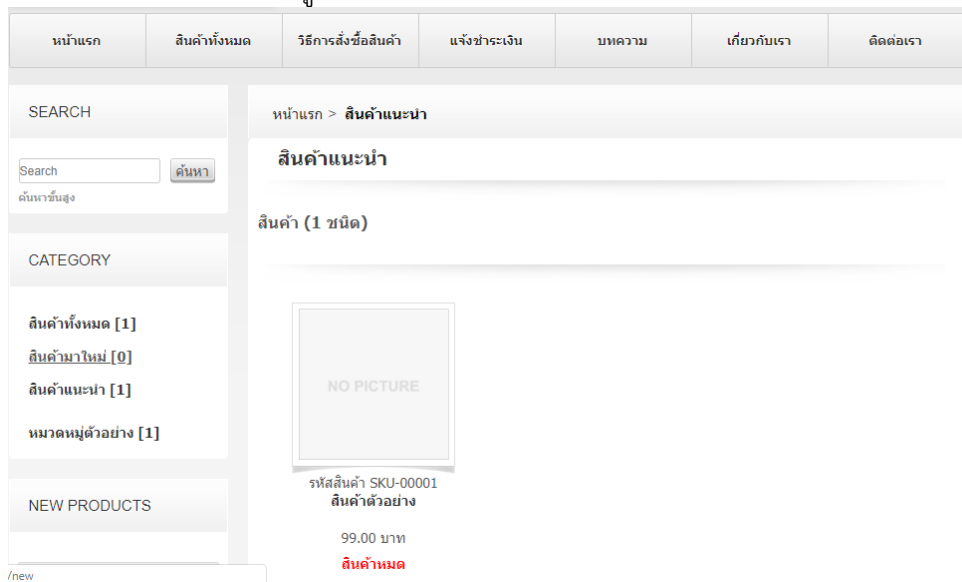 หน้าแรก สินค้าทั้งหมด วิธีการสั่งซื้อสินค้า แจ้งชำระเงิน บทความ เกี่ยวกับเรา ติดต่อเรา
SEARCH
Search ค้นหา
ค้นหาขั้นสูง
CATEGORY
สินค้าทั้งหมด [1]
สินค้ามาใหม่ [0]
สินค้าแนะนำ [1]
หมวดหมู่ตัวอย่าง [1]
NEW PRODUCTS
/new
หน้าแรก > สินค้าแนะนำ
สินค้าแนะนำ
สินค้า (1 ชนิด)
NO PICTURE
รหัสสินค้า SKU-00001
สินค้าตัวอย่าง
99.00 บาท
สินค้าหมด